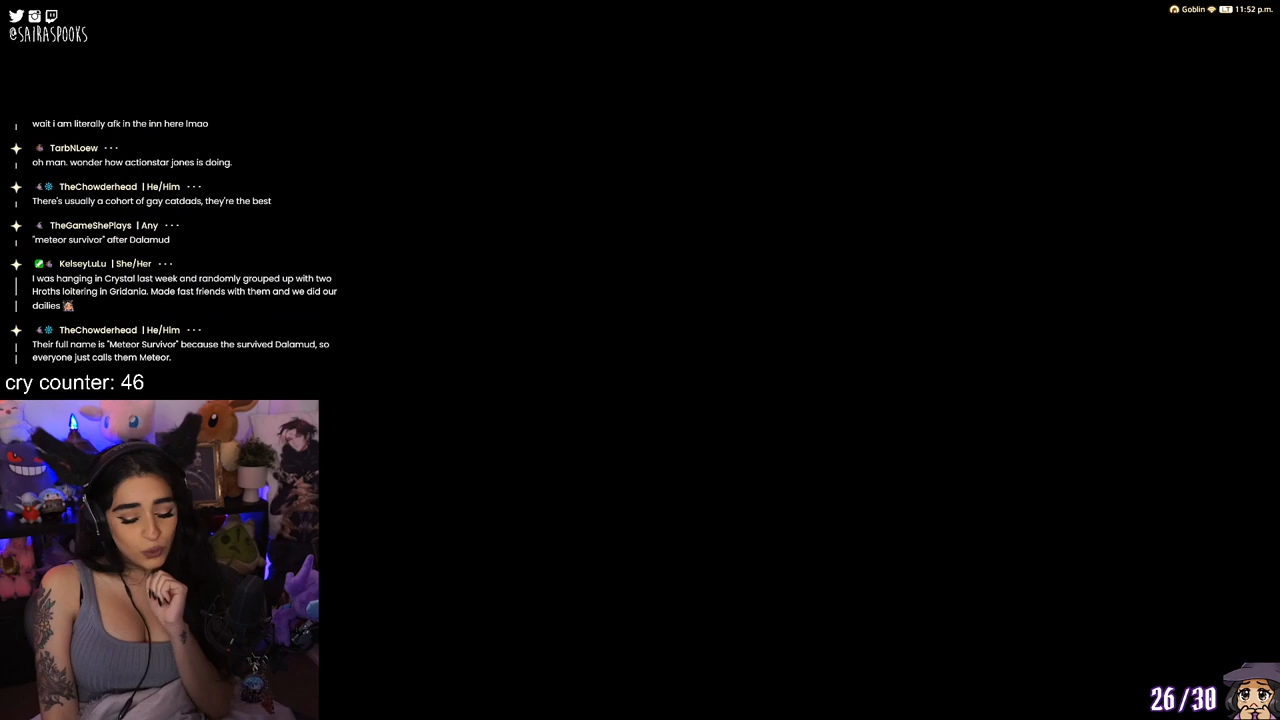 @SAIRASPOOKS
Goblin LT 11:52 p.m.
wait i am literally afk in the inn here lmao
TarbNLoew
oh man. wonder how actionstar jones is doing.
TheChowderhead | He/Him
There's usually a cohort of gay catdads, they're the best
TheGameShePlays | Any
"meteor survivor" after Dalamud
KelseyLuLu | She/Her
I was hanging in Crystal last week and randomly grouped up with two
Hroths loitering in Gridania. Made fast friends with them and we did our
dailies
TheChowderhead | He/Him
Their full name is "Meteor Survivor" because the survived Dalamud, so
everyone just calls them Meteor.
cry counter: 46
26/30